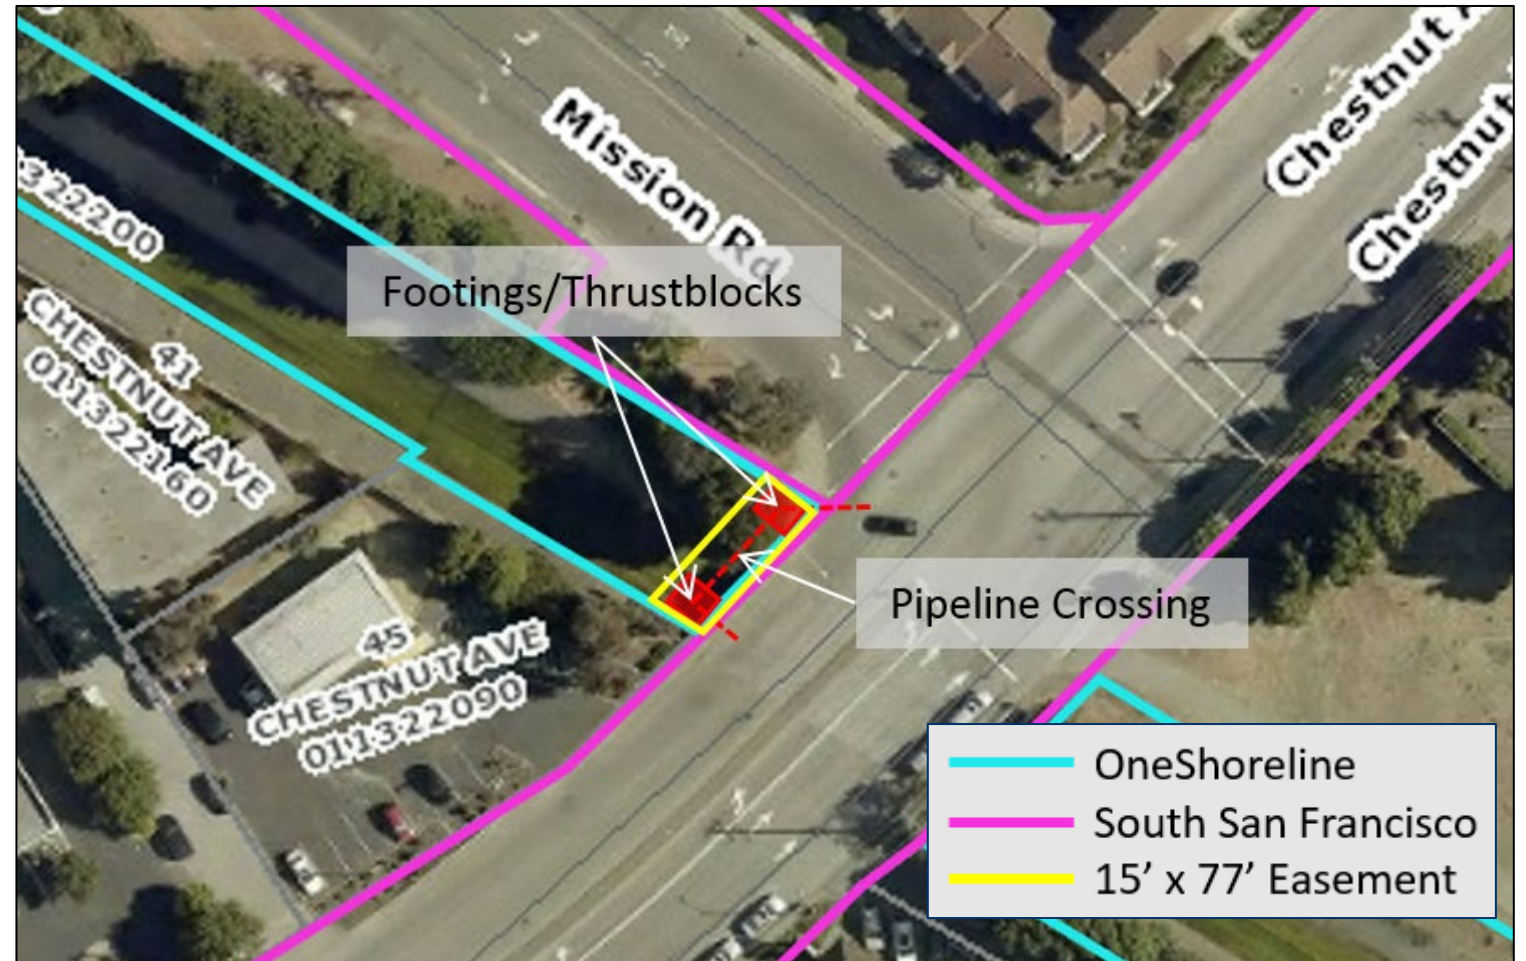 Mission Rd
Chestnut
Chestnut
322200
Footings/Thrustblocks
41
CHESTNUT AVE
011322160
Pipeline Crossing
45
CHESTNUT AVE
011322090
OneShoreline
South San Francisco
15’ x 77’ Easement